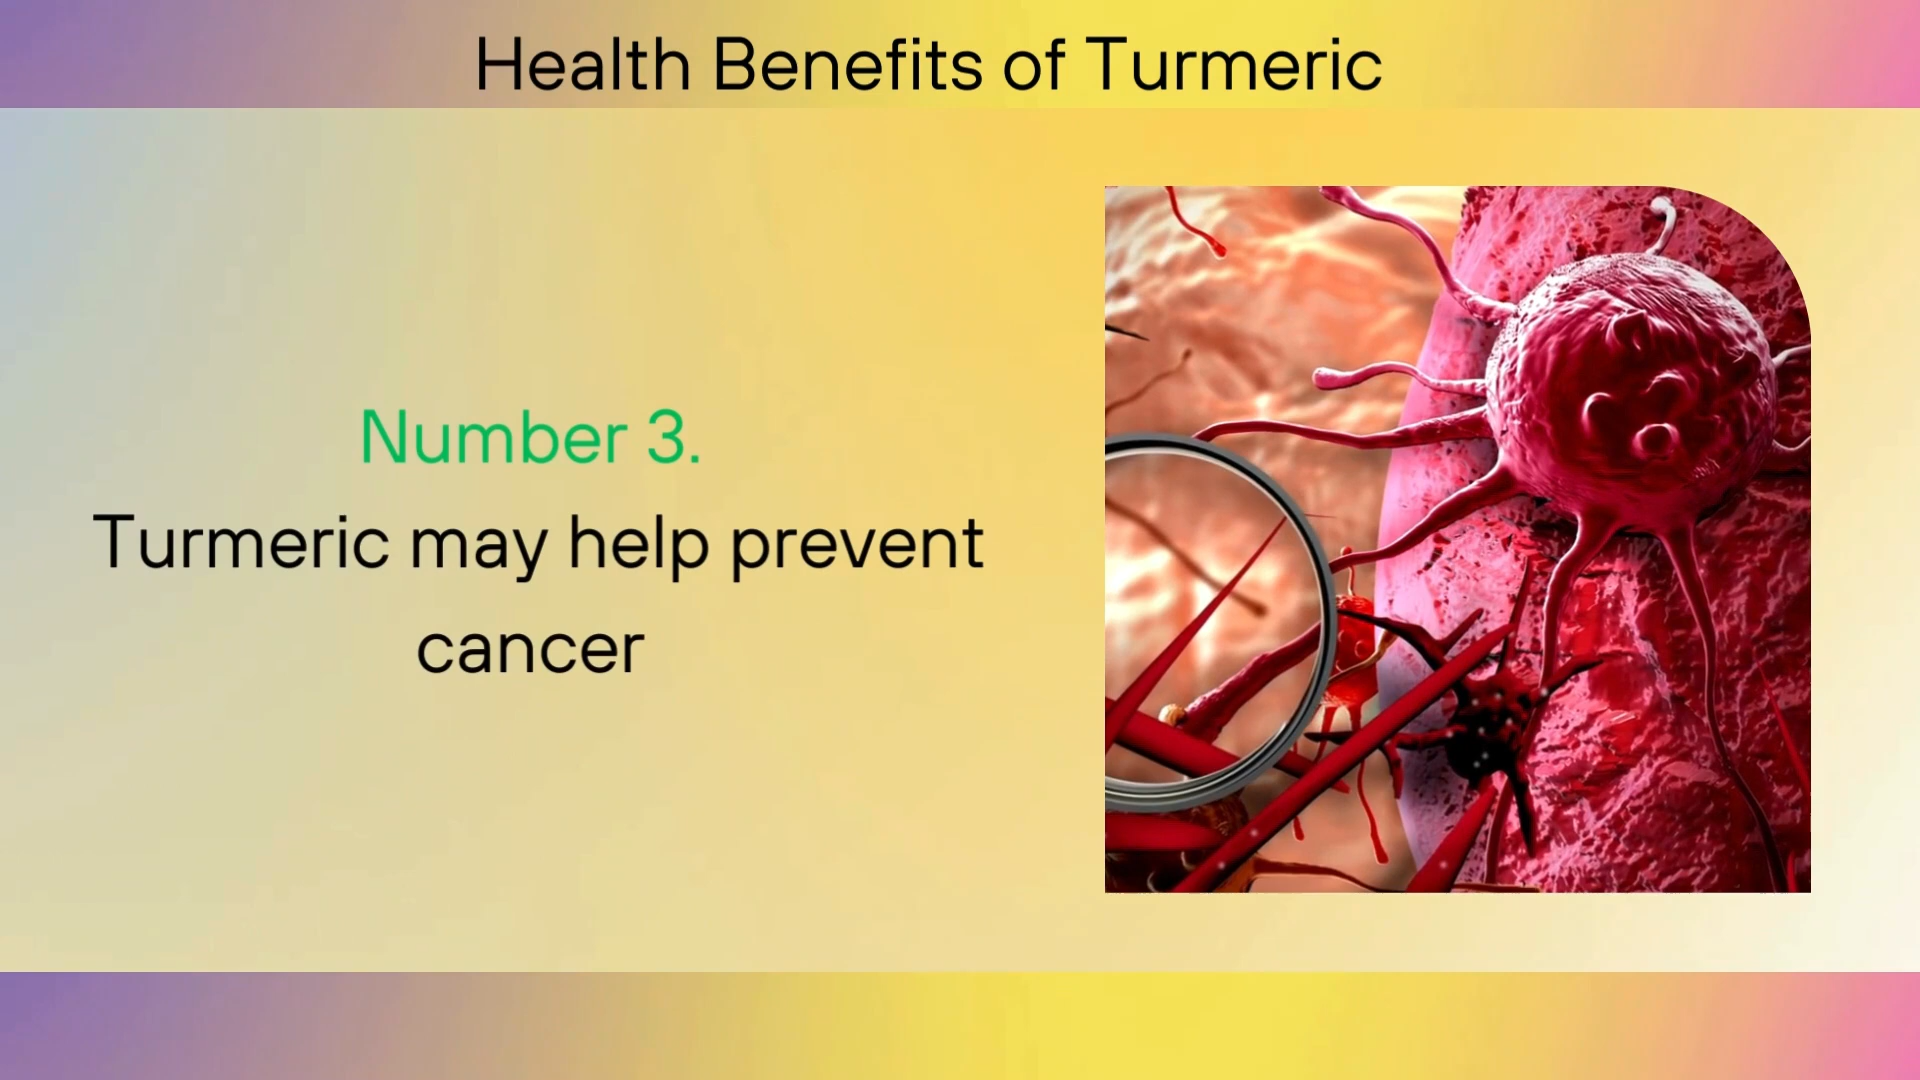 Health Benefits of Turmeric
Number 3.
Turmeric may help prevent
cancer